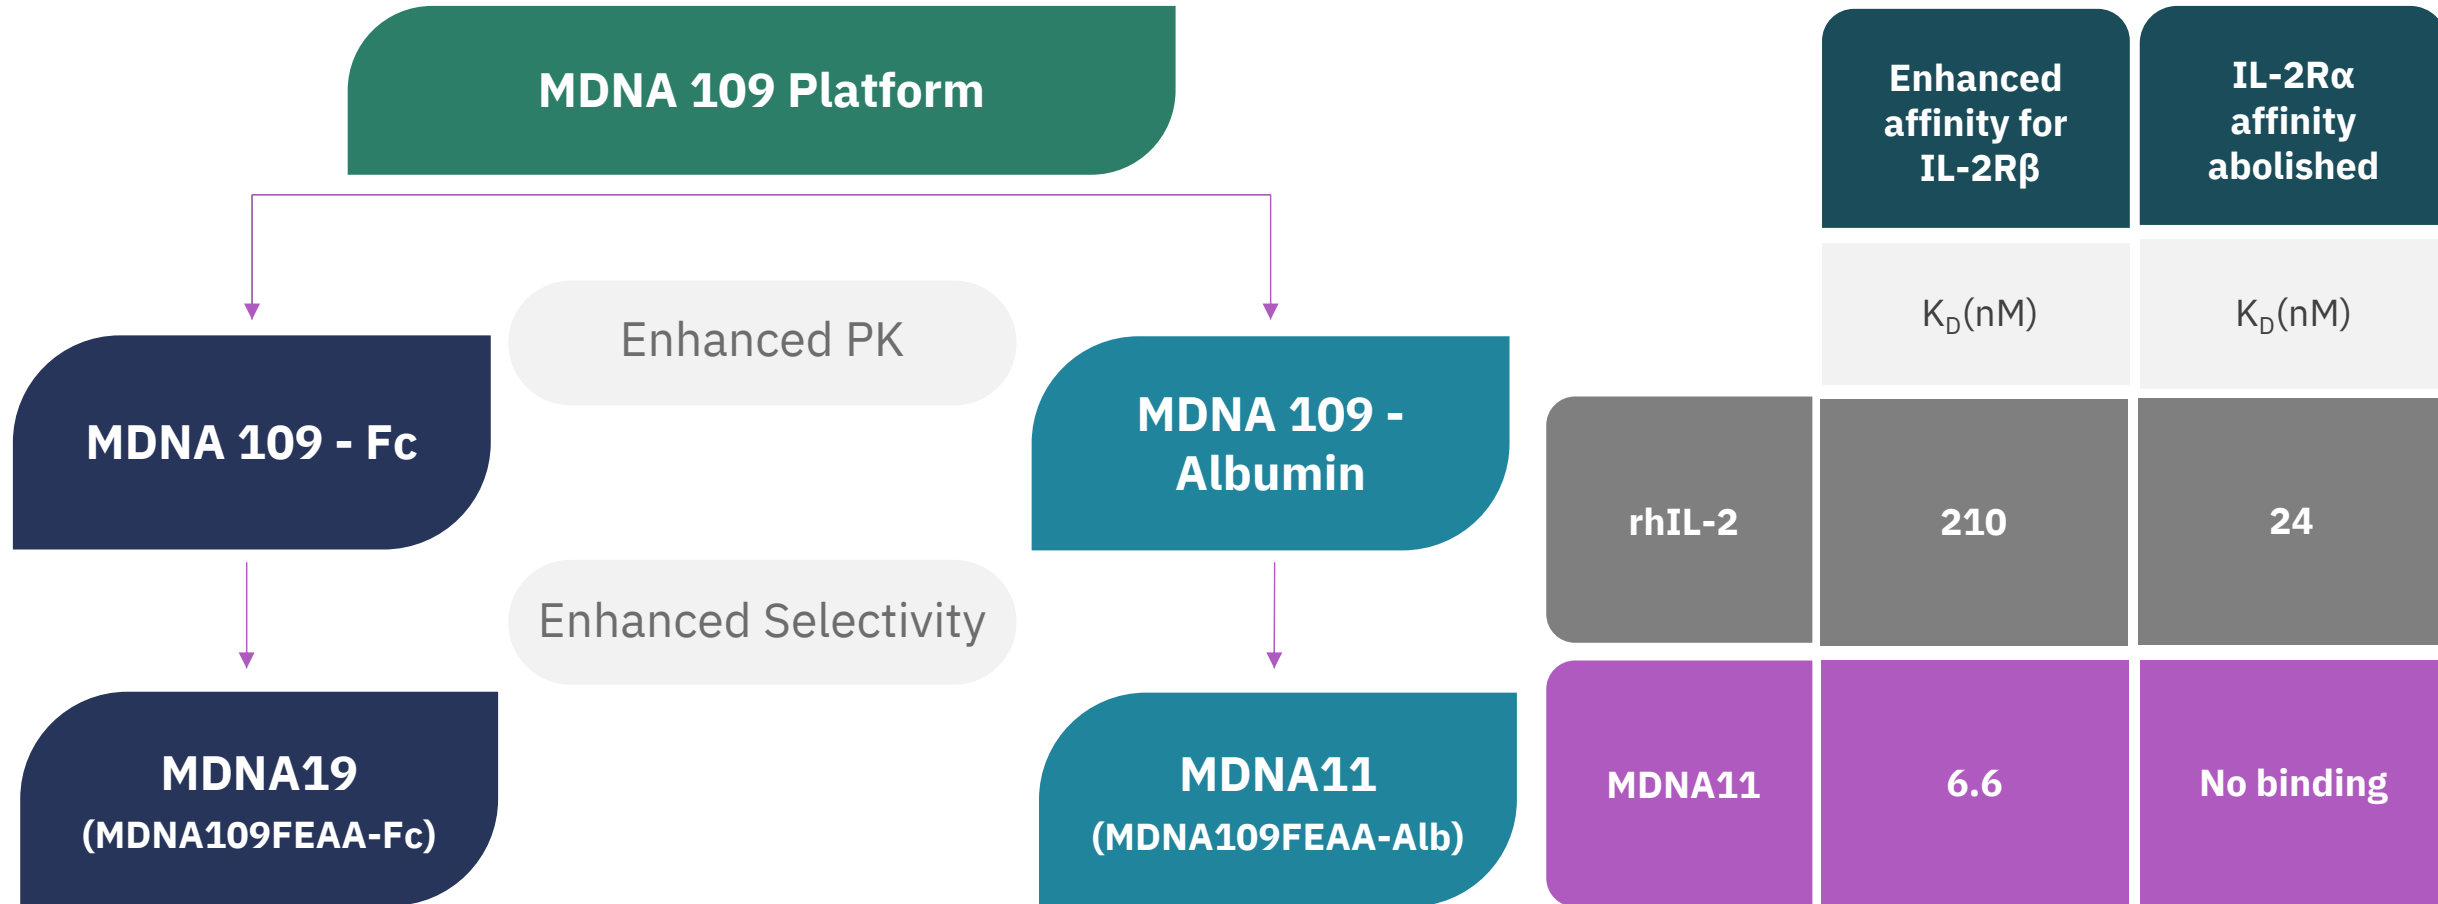 MDNA 109 Platform
Enhanced PK
MDNA 109 - Fc
MDNA 109 -
Albumin
Enhanced Selectivity
MDNA19
(MDNA109FEAA-Fc)
MDNA11
(MDNA109FEAA-Alb)
Enhanced
affinity for
IL-2Rβ
IL-2Rα
affinity
abolished
KD(nM)
KD(nM)
rhIL-2
210
24
MDNA11
6.6
No binding